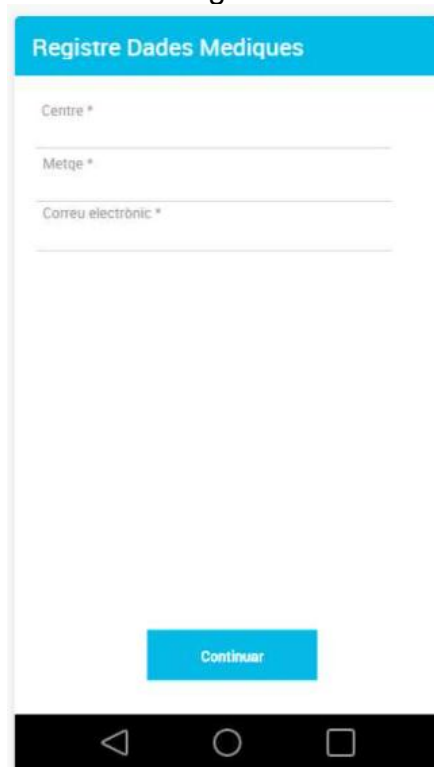 Registre Dades Mediques
Centre *
Metge *
Correu electrònic *
Continuar